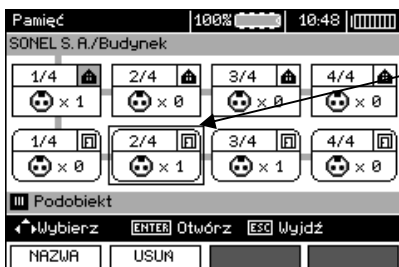 Pamięć 100% 10:48
SONEL S. A./Budynek
1/4 2/4 3/4 4/4
× 1 × 0 × 0 × 0
1/4 2/4 3/4 4/4
× 0 × 1 × 1 × 0
Podobiekt
Wybierz ENTER Otwórz ESC Wyjdź
NAZWA USUŃ